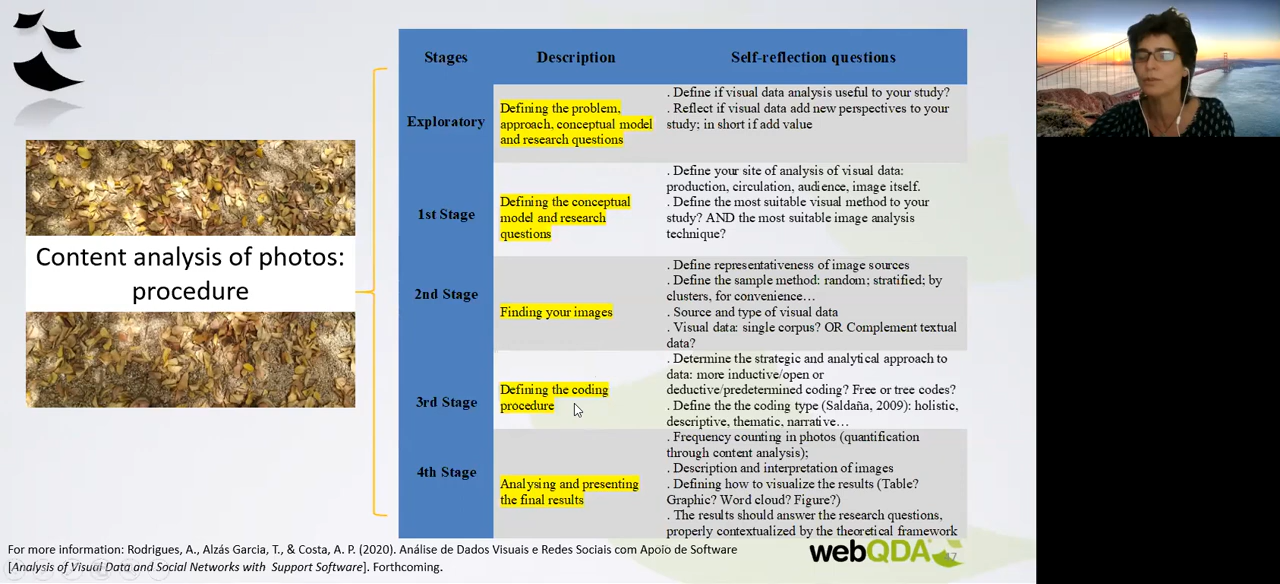 Content analysis of photos:
procedure
Stages Description Self-reflection questions
Exploratory
Defining the problem,
approach, conceptual model
and research questions
. Define if visual data analysis useful to your study?
. Reflect if visual data add new perspectives to your
study; in short if add value
1st Stage
Defining the conceptual
model and research
questions
. Define your site of analysis of visual data:
production, circulation, audience, image itself.
. Define the most suitable visual method to your
study? AND the most suitable image analysis
technique?
2nd Stage
Finding your images
. Define representativeness of image sources
. Define the sample method: random; stratified; by
clusters, for convenience…
. Source and type of visual data
. Visual data: single corpus? OR Complement textual
data?
3rd Stage
Defining the coding
procedure
. Determine the strategic and analytical approach to
data: more inductive/open or
deductive/predetermined coding? Free or tree codes?
. Define the the coding type (Saldaña, 2009): holistic,
descriptive, thematic, narrative…
4th Stage
Analysing and presenting
the final results
. Frequency counting in photos (quantification
through content analysis);
. Description and interpretation of images
. Defining how to visualize the results (Table?
Graphic? Word cloud? Figure?)
. The results should answer the research questions,
properly contextualized by the theoretical framework
For more information: Rodrigues, A., Alzás Garcia, T., & Costa, A. P. (2020). Análise de Dados Visuais e Redes Sociais com Apoio de Software
[Analysis of Visual Data and Social Networks with Support Software]. Forthcoming.
webQDA